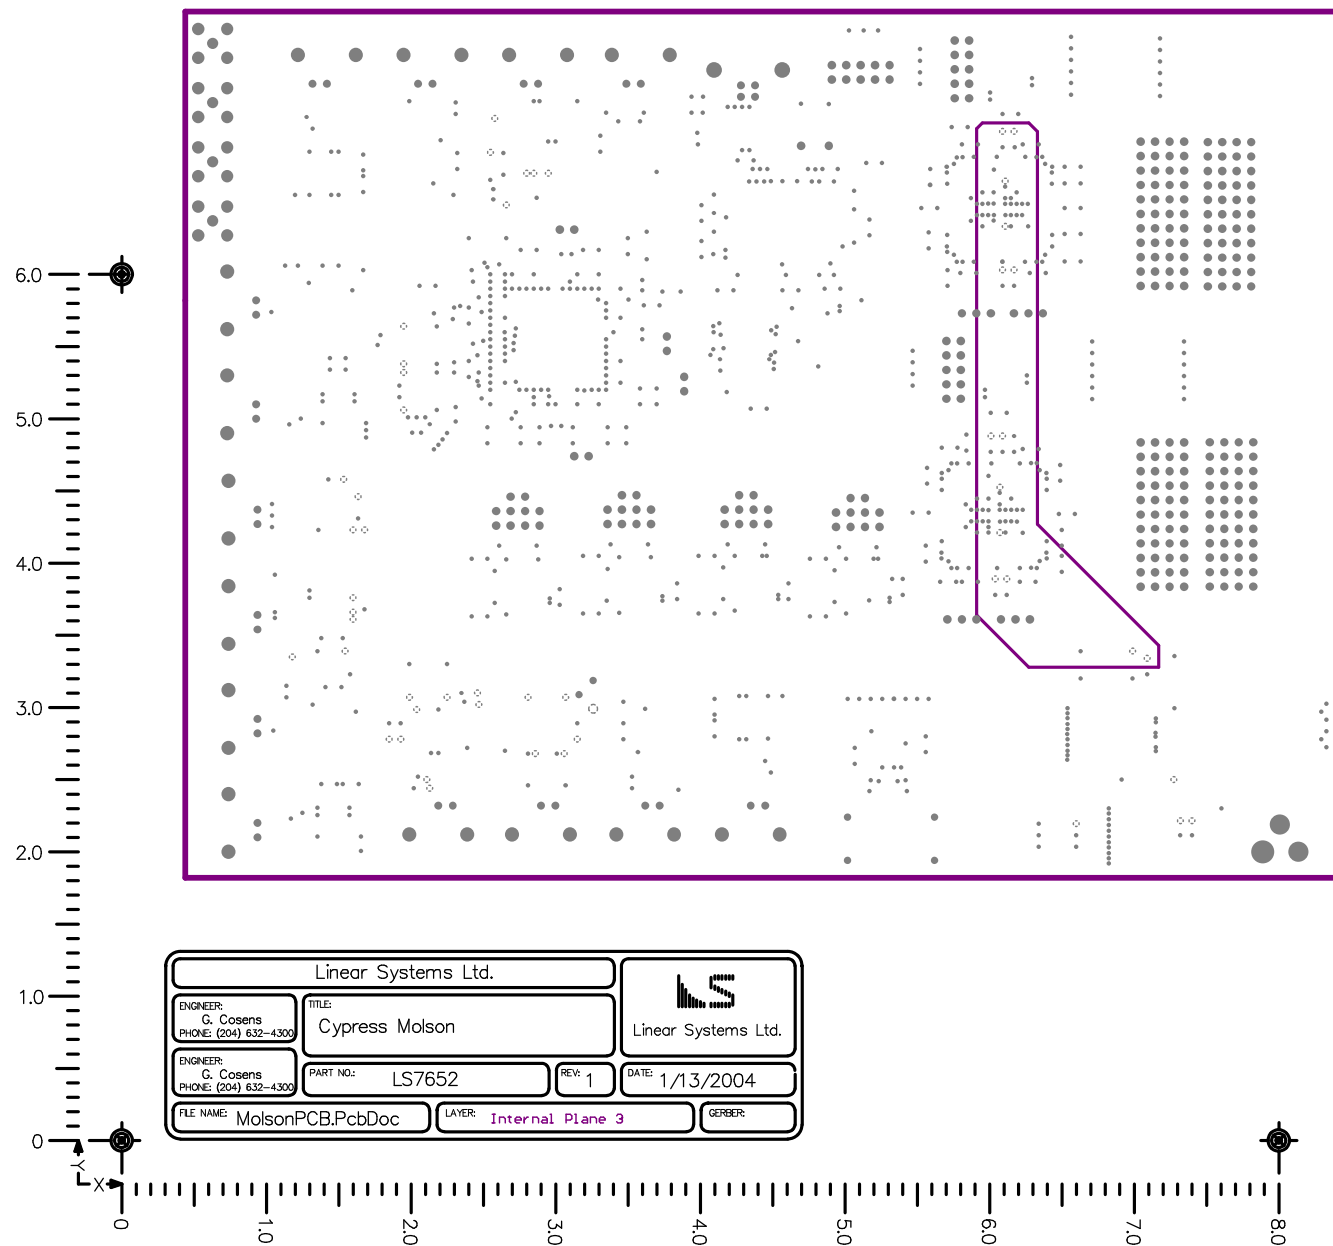 6.0
5.0
4.0
3.0
2.0
1.0
0
Y
X
0
1.0
2.0
3.0
4.0
5.0
6.0
7.0
8.0
Linear Systems Ltd.
ENGINEER:
G. Cosens
PHONE: (204) 632-4300
TITLE:
Cypress Molson
LS
Linear Systems Ltd.
ENGINEER:
G. Cosens
PHONE: (204) 632-4300
PART NO.: LS7652
REV: 1
DATE: 1/13/2004
FILE NAME: MolsonPCB.PcbDoc
LAYER: Internal Plane 3
GERBER: